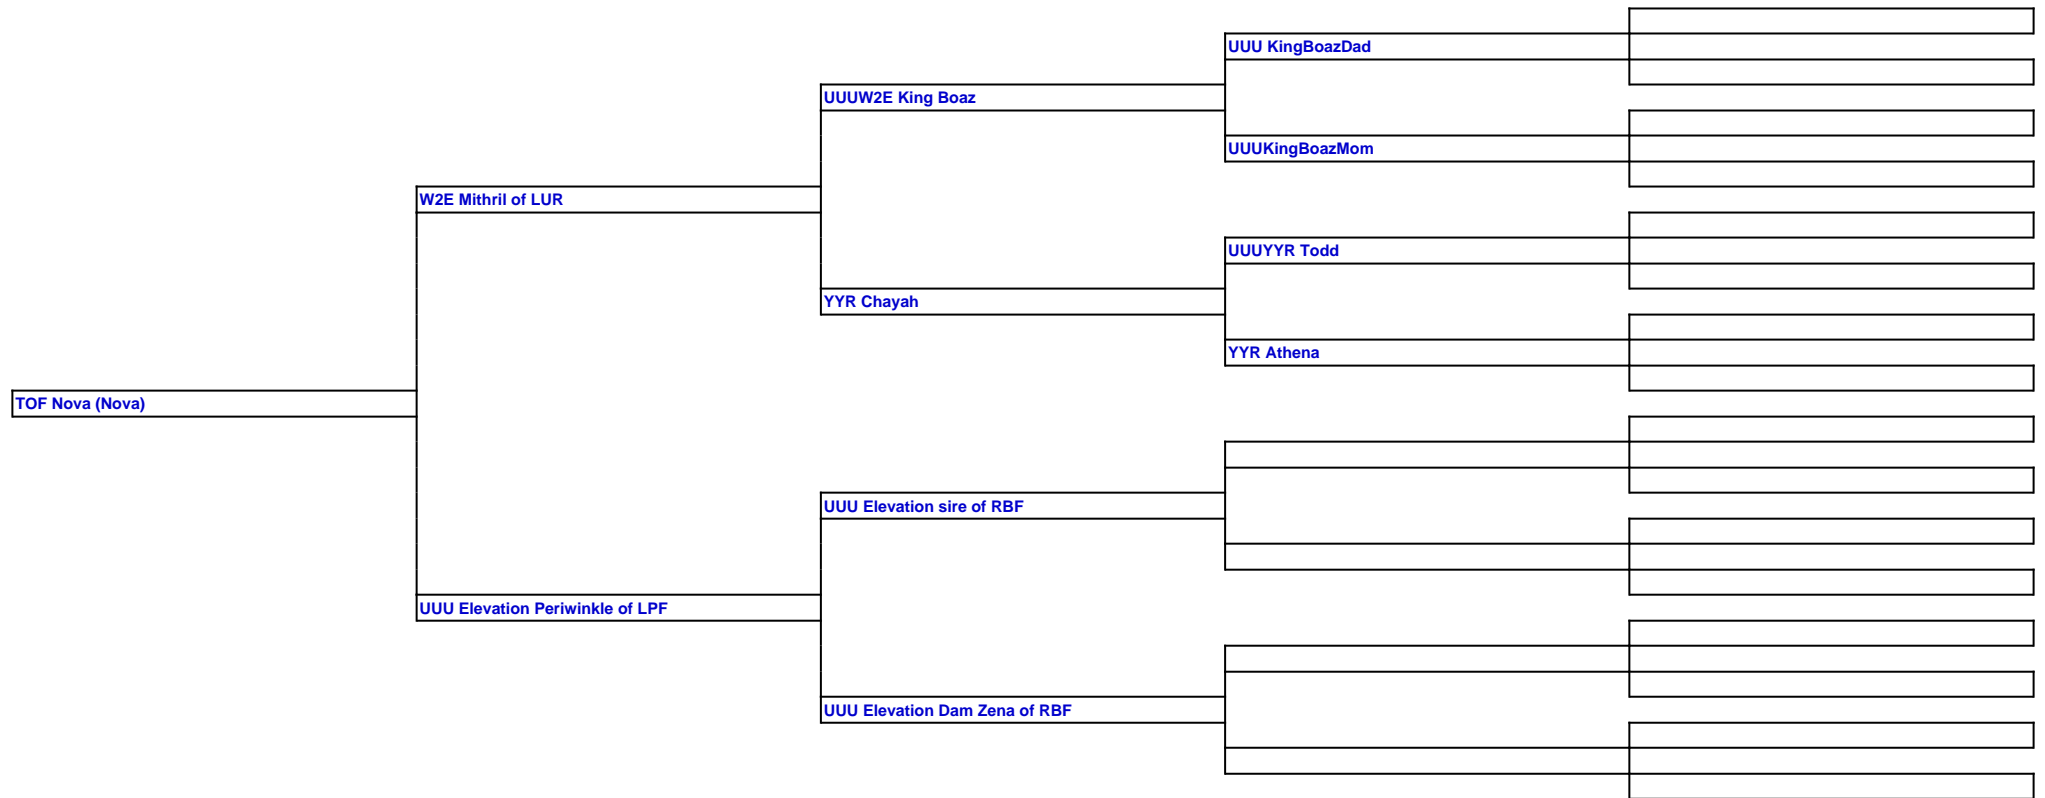 UUU KingBoazDad
UUUW2E King Boaz
UUUKingBoazMom
W2E Mithril of LUR
UUUYYR Todd
YYR Chayah
YYR Athena
TOF Nova (Nova)
UUU Elevation sire of RBF
UUU Elevation Periwinkle of LPF
UUU Elevation Dam Zena of RBF